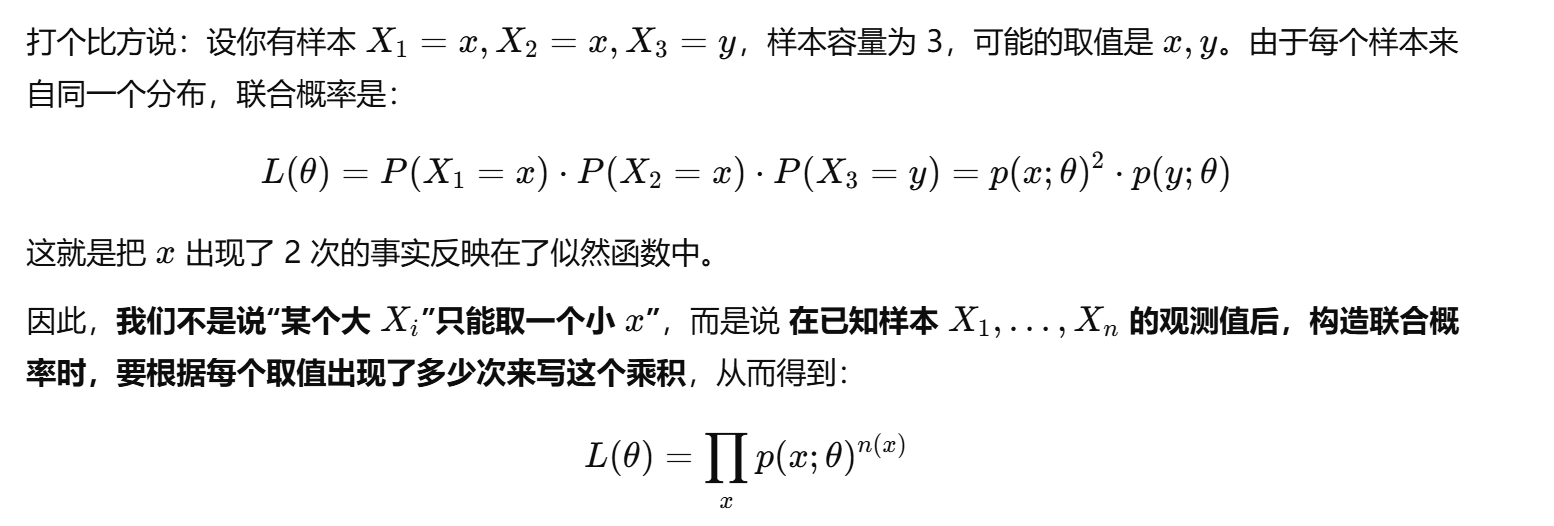 打个比方说：设你有样本 $X_1 = x, X_2 = x, X_3 = y$，样本容量为 3，可能的取值是 $x, y$。由于每个样本来
自同一个分布，联合概率是：
$L(\theta) = P(X_1 = x) \cdot P(X_2 = x) \cdot P(X_3 = y) = p(x;\theta)^2 \cdot p(y;\theta)$
这就是把 $x$ 出现了 2 次的事实反映在了似然函数中。
因此，我们不是说“某个大 $X_i$”只能取一个小 $x$”，而是说 在已知样本 $X_1, \ldots, X_n$ 的观测值后，构造联合概
率时，要根据每个取值出现了多少次来写这个乘积，从而得到：
$L(\theta) = \prod_{x} p(x;\theta)^{n(x)}$